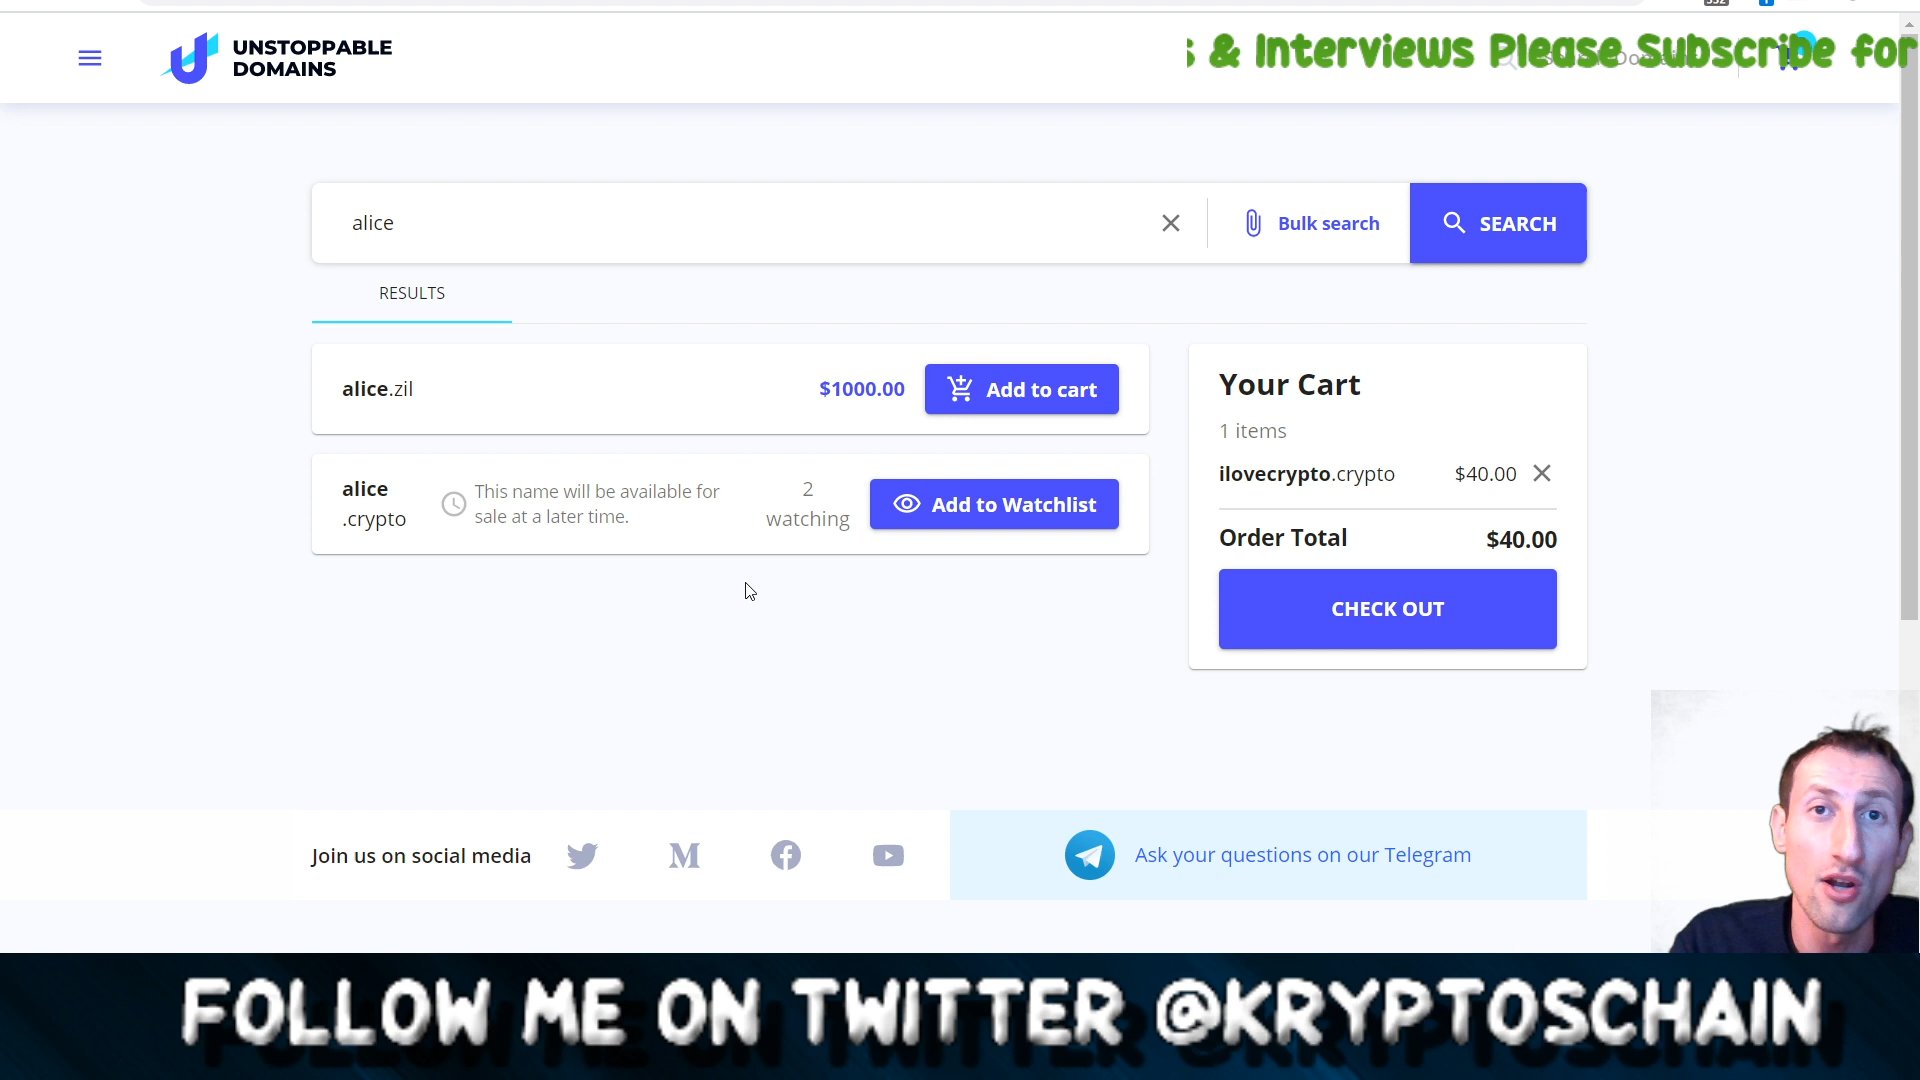 UNSTOPPABLE
DOMAINS
& Interviews Please Subscribe for
alice
Bulk search
SEARCH
RESULTS
alice.zil
$1000.00
Add to cart
alice
.crypto
This name will be available for
sale at a later time.
2
watching
Add to Watchlist
Your Cart
1 items
ilovecrypto.crypto
$40.00
Order Total
$40.00
CHECK OUT
Join us on social media
Ask your questions on our Telegram
FOLLOW ME ON TWITTER @KRYPTOSCHAIN